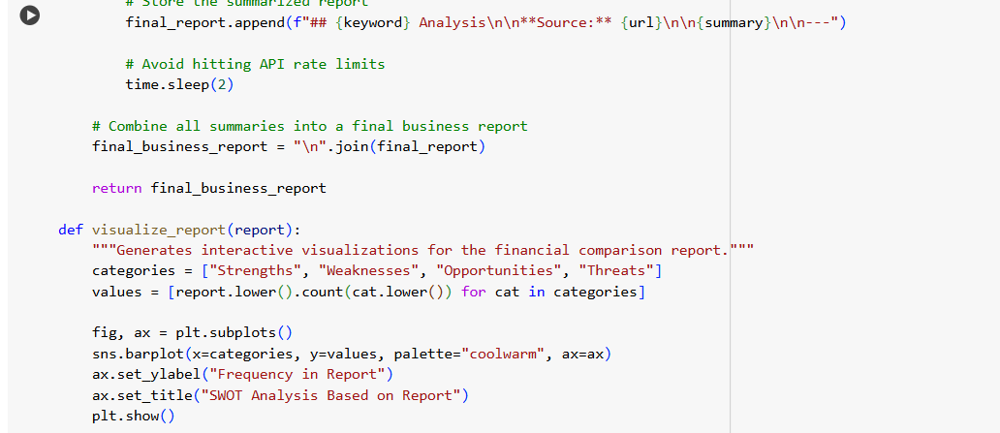 # Store the summarized report
final_report.append(f"## {keyword} Analysis\n\n**Source:** {url}\n\n{summary}\n\n---")
# Avoid hitting API rate limits
time.sleep(2)
# Combine all summaries into a final business report
final_business_report = "\n".join(final_report)
return final_business_report
def visualize_report(report):
"""Generates interactive visualizations for the financial comparison report."""
categories = ["Strengths", "Weaknesses", "Opportunities", "Threats"]
values = [report.lower().count(cat.lower()) for cat in categories]
fig, ax = plt.subplots()
sns.barplot(x=categories, y=values, palette="coolwarm", ax=ax)
ax.set_ylabel("Frequency in Report")
ax.set_title("SWOT Analysis Based on Report")
plt.show()